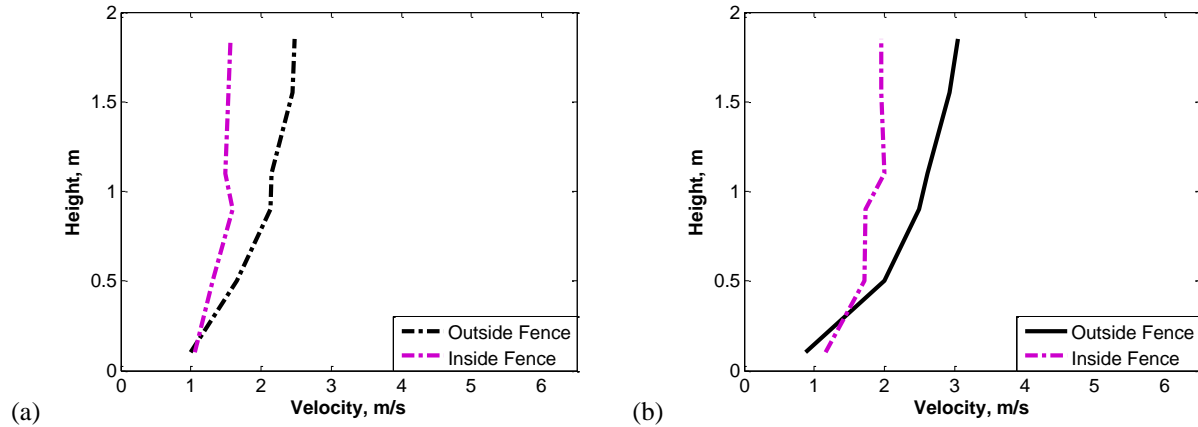 2
1.5
1
0.5
0
Height, m
0 1 2 3 4 5 6
Velocity, m/s
Outside Fence
Inside Fence
(a)
2
1.5
1
0.5
0
Height, m
0 1 2 3 4 5 6
Velocity, m/s
Outside Fence
Inside Fence
(b)